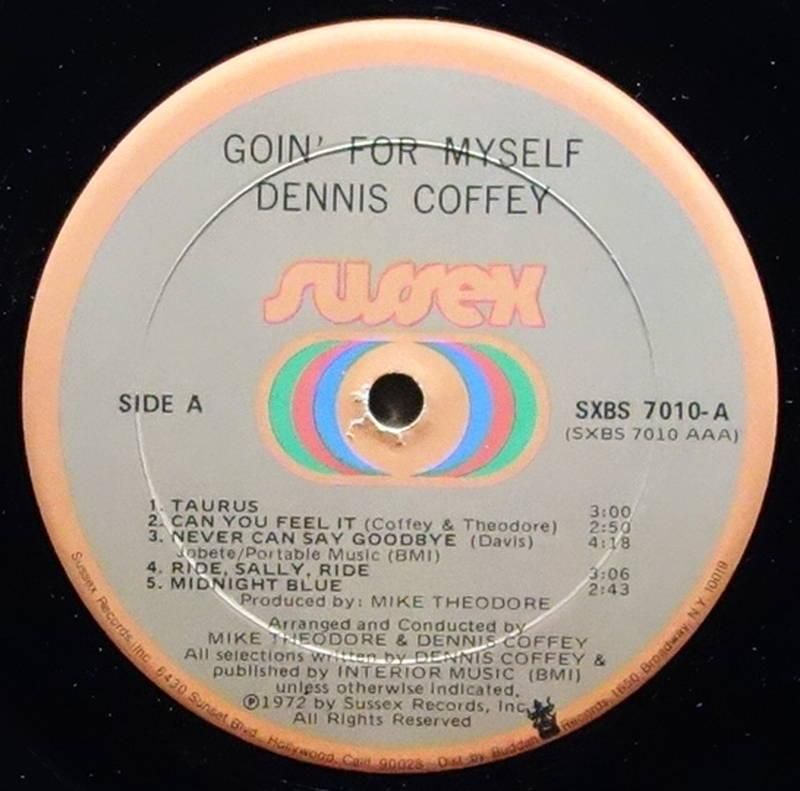 GOIN' FOR MYSELF
DENNIS COFFEY
sussex
SIDE A
SXBS 7010-A
(SXBS 7010 AAA)
1. TAURUS 3:00
2. CAN YOU FEEL IT (Coffey & Theodore) 2:50
3. NEVER CAN SAY GOODBYE (Davis) 4:18
Jobete/Portable Music (BMI)
4. RIDE, SALLY, RIDE 3:06
5. MIDNIGHT BLUE 2:43
Produced by: MIKE THEODORE
Arranged and Conducted by
MIKE THEODORE & DENNIS COFFEY
All selections written by DENNIS COFFEY &
published by INTERIOR MUSIC (BMI)
unless otherwise indicated.
Ⓟ1972 by Sussex Records, Inc.
All Rights Reserved
Sussex Records, Inc. 6430 Sunset Blvd., Hollywood, Calif. 90028 Dist. by Buddah Records, 1650 Broadway N.Y. 10019